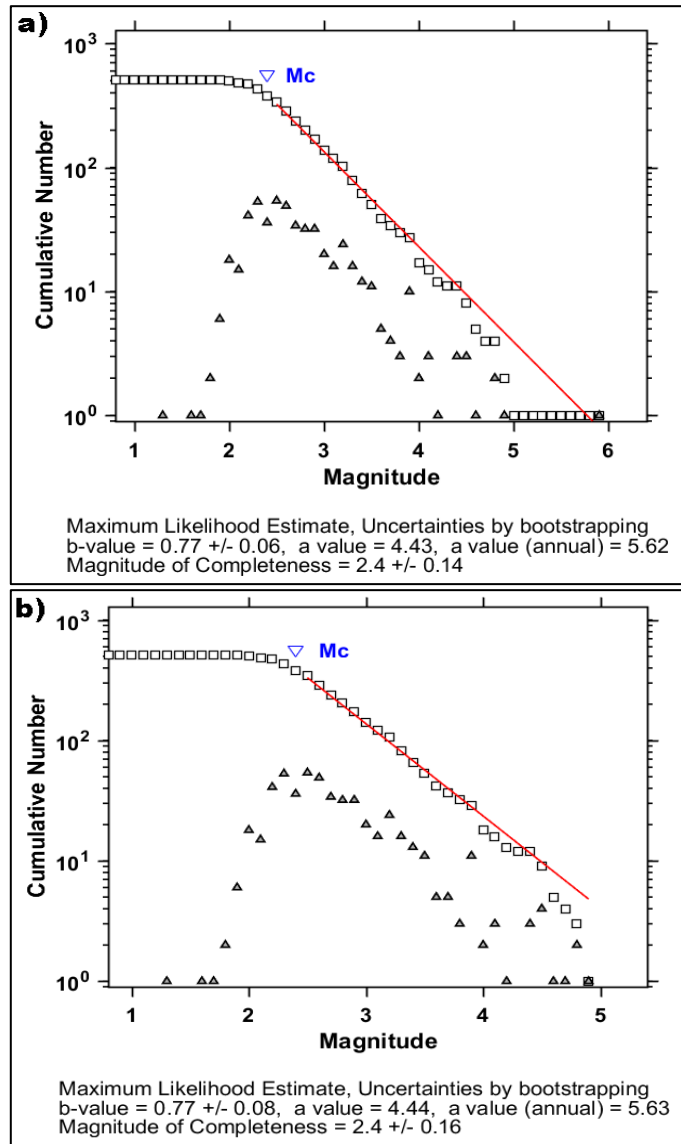 a)
10³
Mc
10²
Cumulative Number
10¹
10⁰
1 2 3 4 5 6
Magnitude
Maximum Likelihood Estimate, Uncertainties by bootstrapping
b-value = 0.77 +/- 0.06, a value = 4.43, a value (annual) = 5.62
Magnitude of Completeness = 2.4 +/- 0.14
b)
10³
Mc
10²
Cumulative Number
10¹
10⁰
1 2 3 4 5
Magnitude
Maximum Likelihood Estimate, Uncertainties by bootstrapping
b-value = 0.77 +/- 0.08, a value = 4.44, a value (annual) = 5.63
Magnitude of Completeness = 2.4 +/- 0.16